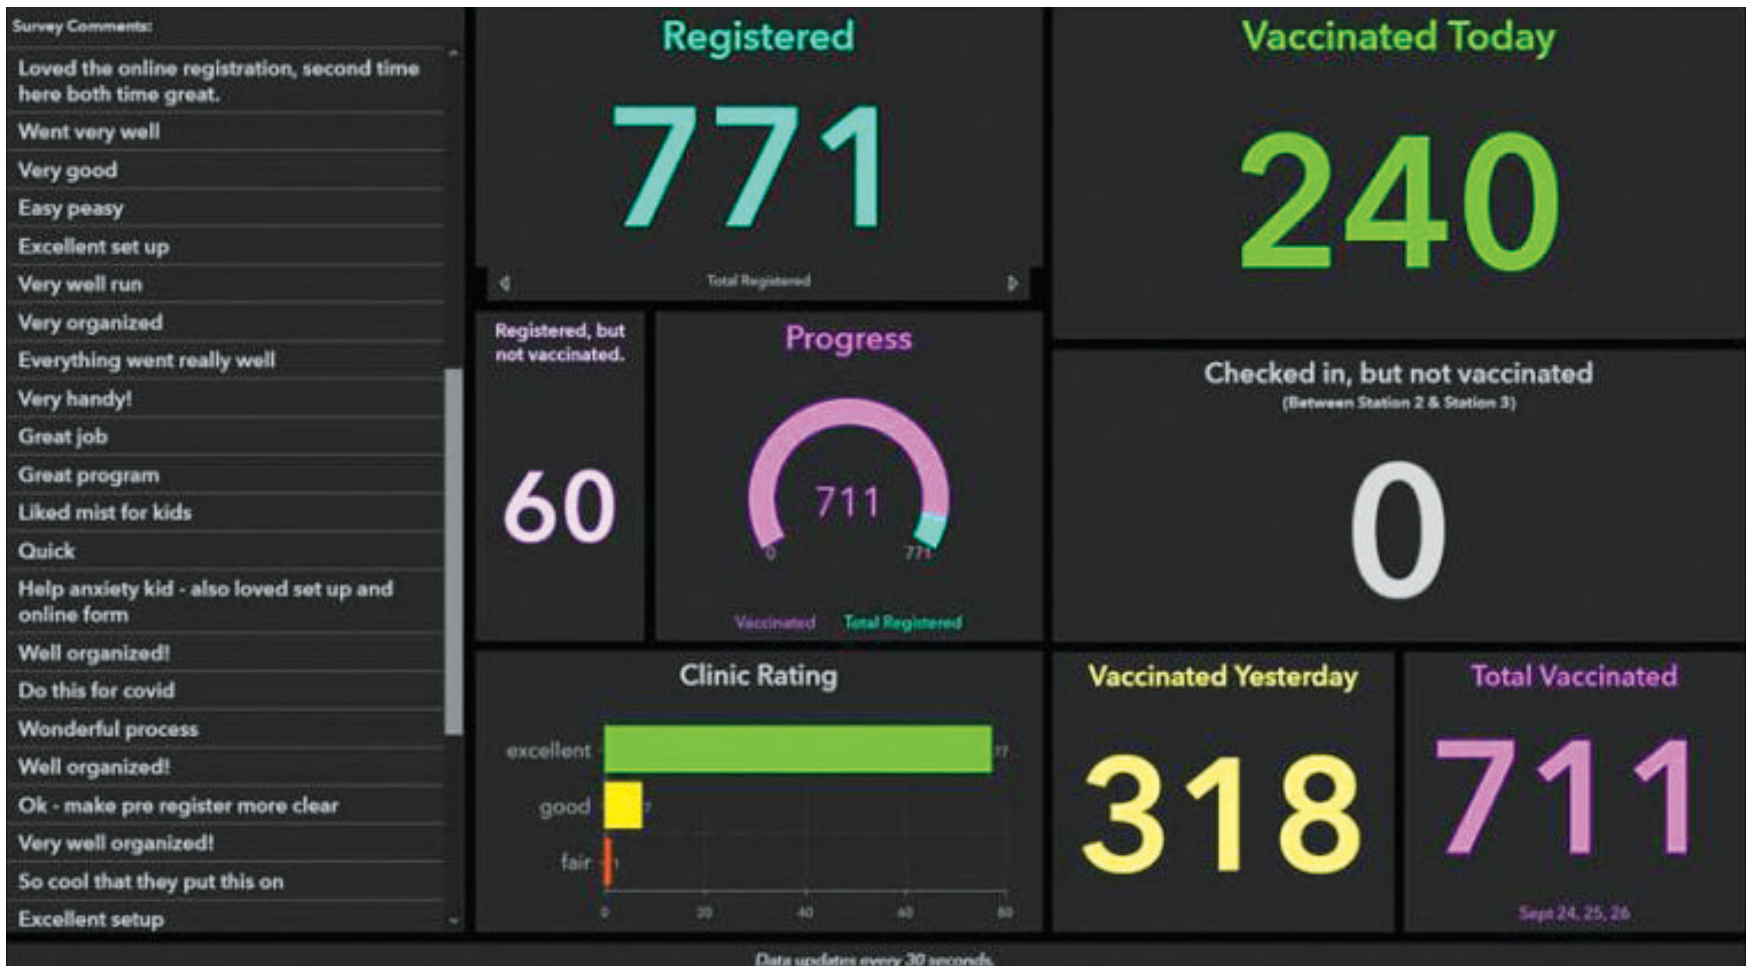 Survey Comments:
Loved the online registration, second time
here both time great.
Went very well
Very good
Easy peasy
Excellent set up
Very well run
Very organized
Everything went really well
Very handy!
Great job
Great program
Liked mist for kids
Quick
Help anxiety kid - also loved set up and
online form
Well organized!
Do this for covid
Wonderful process
Well organized!
Ok - make pre register more clear
Very well organized!
So cool that they put this on
Excellent setup
Registered
771
Total Registered
Vaccinated Today
240
Registered, but
not vaccinated.
60
Progress
711
0
771
Vaccinated Total Registered
Checked in, but not vaccinated
(Between Station 2 & Station 3)
0
Clinic Rating
excellent 77
good 7
fair 1
0 20 40 60 80
Vaccinated Yesterday
318
Total Vaccinated
711
Sept 24, 25, 26
Data updates every 30 seconds.